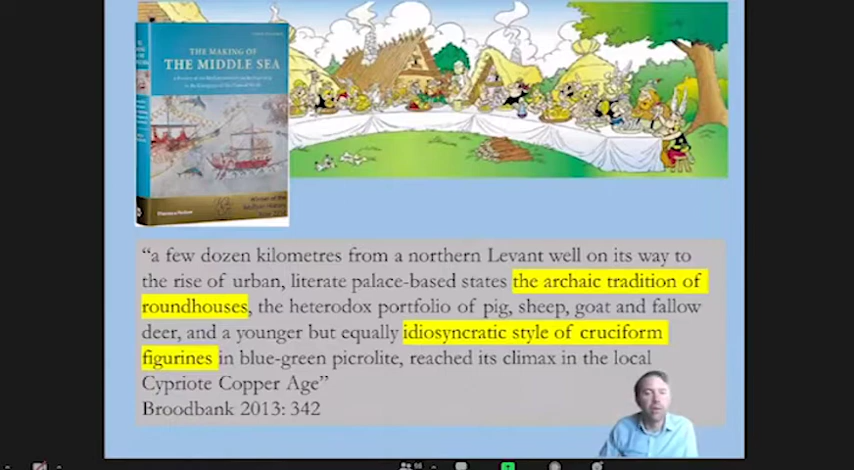 THE MAKING OF
THE MIDDLE SEA
Thames & Hudson
“a few dozen kilometres from a northern Levant well on its way to
the rise of urban, literate palace-based states the archaic tradition of
roundhouses, the heterodox portfolio of pig, sheep, goat and fallow
deer, and a younger but equally idiosyncratic style of cruciform
figurines in blue-green picrolite, reached its climax in the local
Cypriote Copper Age”
Broodbank 2013: 342